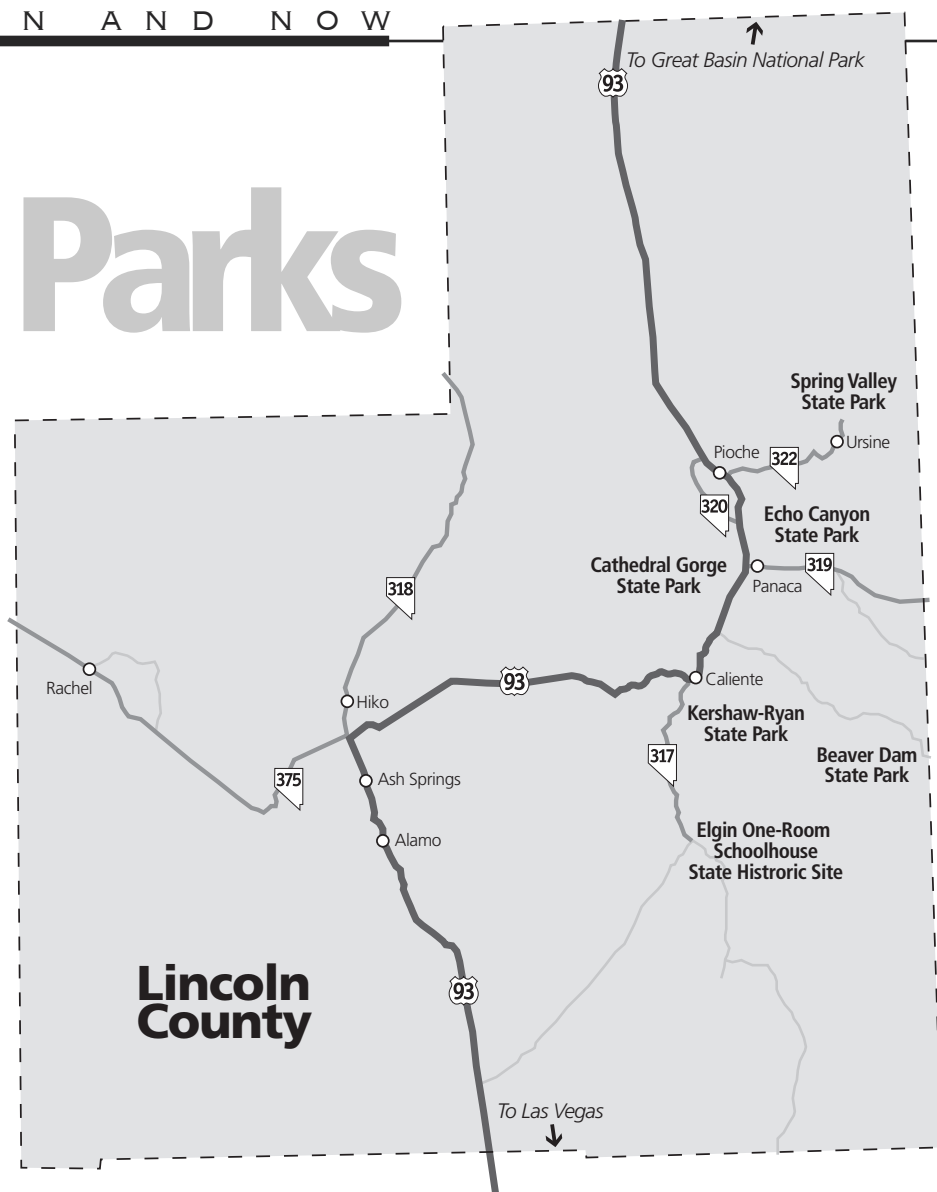 N AND NOW
To Great Basin National Park
93
Parks
Spring Valley
State Park
Ursine
Pioche
322
320
Echo Canyon
State Park
Cathedral Gorge
State Park
319
Panaca
318
Rachel
Hiko
93
Caliente
Kershaw-Ryan
State Park
317
Beaver Dam
State Park
375
Ash Springs
Alamo
Elgin One-Room
Schoolhouse
State Histroric Site
Lincoln
County
93
To Las Vegas